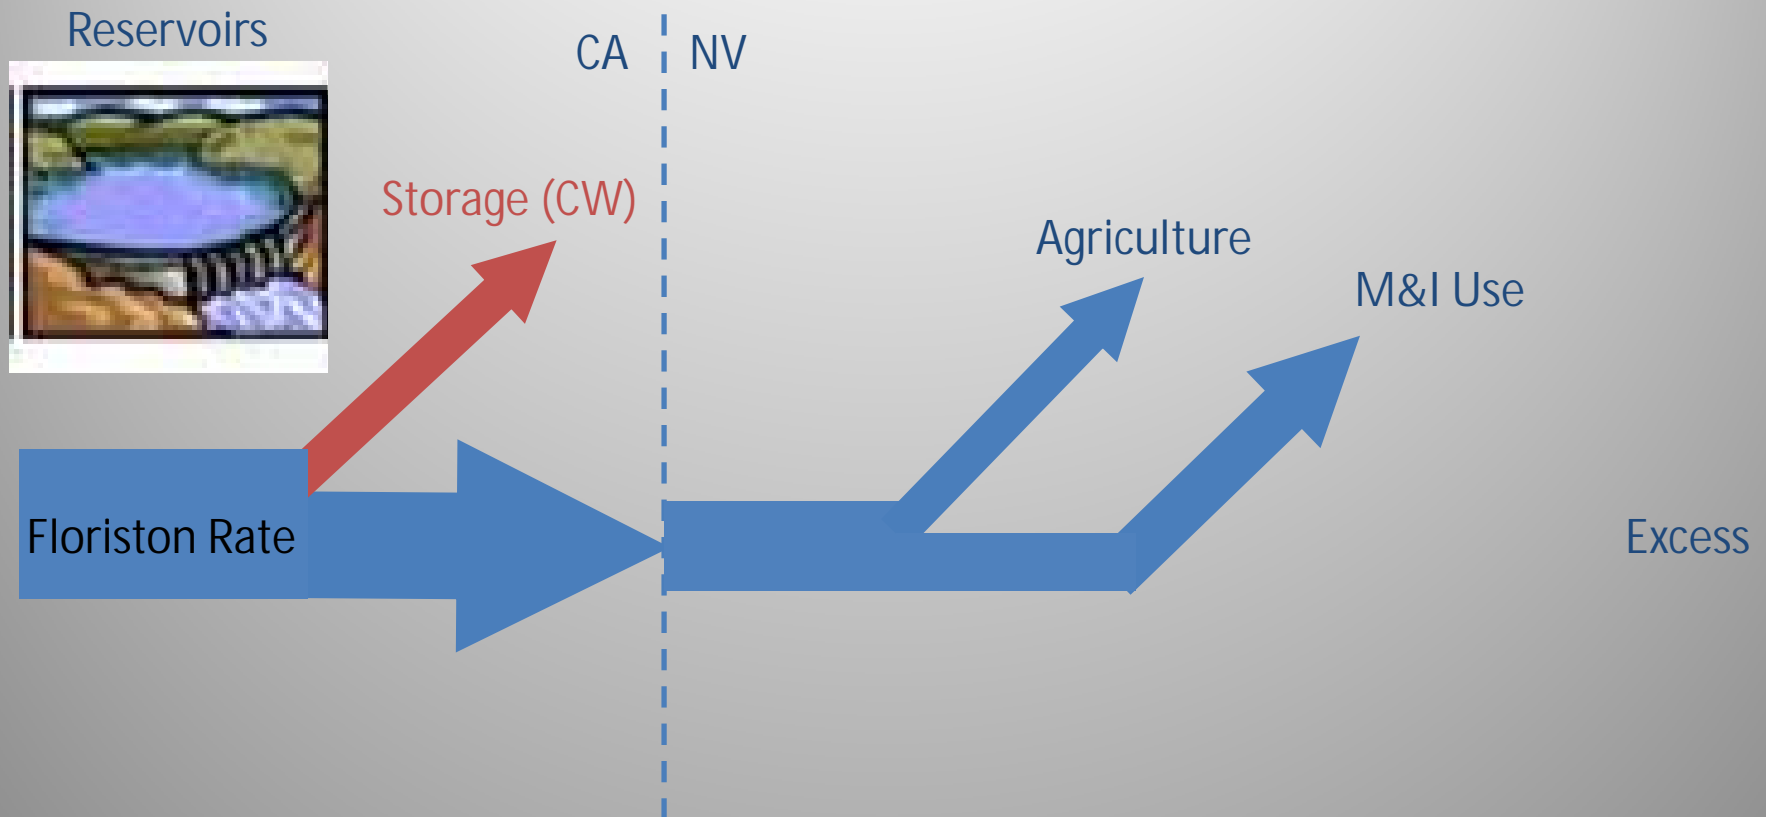 Reservoirs
CA
NV
Storage (CW)
Agriculture
M&I Use
Floriston Rate
Excess